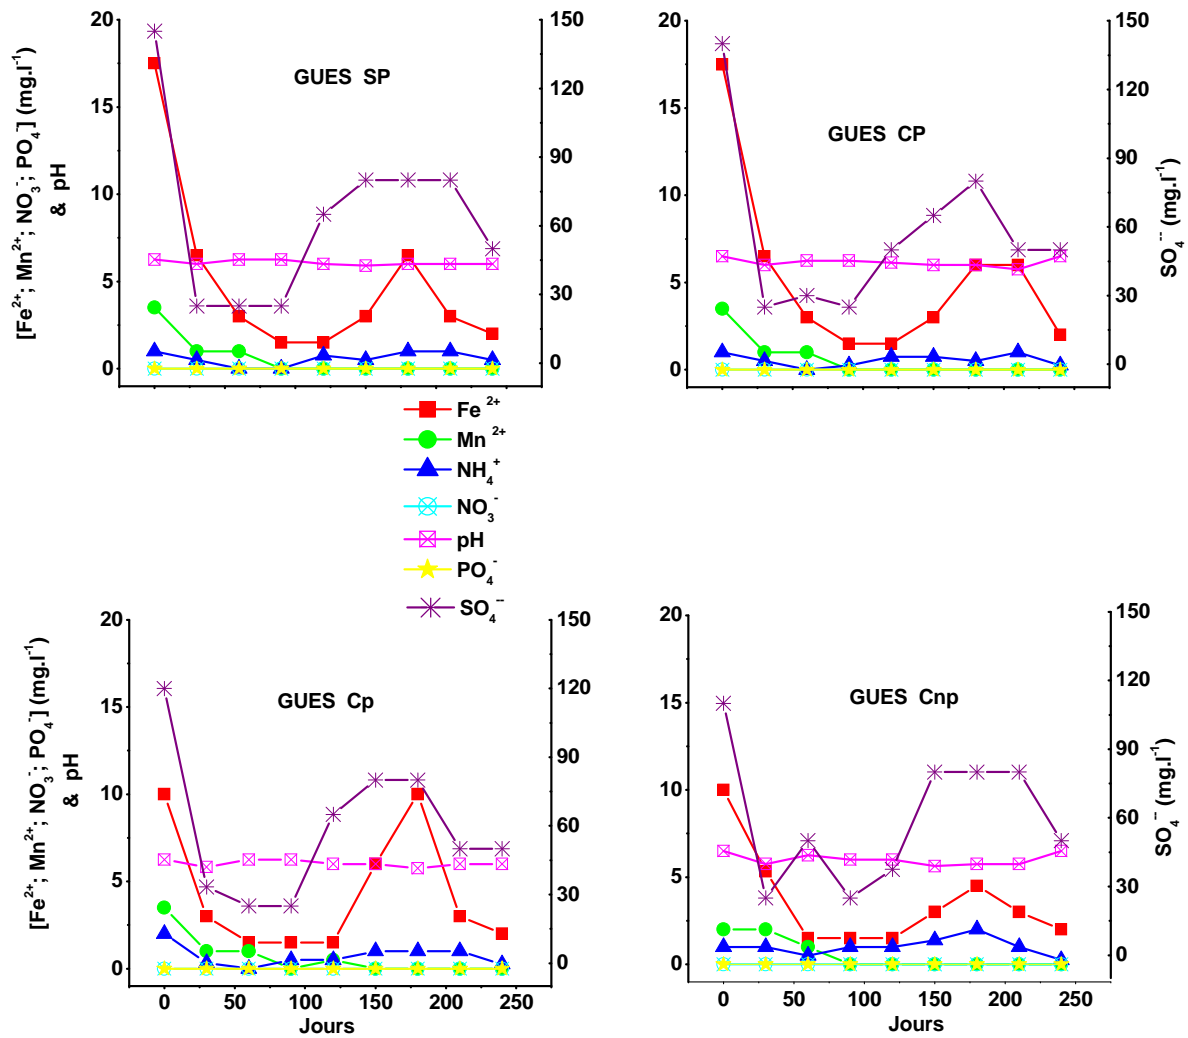 20
15
10
5
0
150
120
90
60
30
0
GUES SP
[Fe²⁺; Mn²⁺; NO₃⁻; PO₄⁻] (mg.l⁻¹)
& pH
20
15
10
5
0
150
120
90
60
30
0
GUES CP
SO₄⁻⁻ (mg.l⁻¹)
Fe ²⁺
Mn ²⁺
NH₄⁺
NO₃⁻
pH
PO₄⁻
SO₄⁻⁻
20
15
10
5
0
150
120
90
60
30
0
GUES Cp
[Fe²⁺; Mn²⁺; NO₃⁻; PO₄⁻] (mg.l⁻¹)
& pH
0 50 100 150 200 250
Jours
20
15
10
5
0
150
120
90
60
30
0
GUES Cnp
SO₄⁻⁻ (mg.l⁻¹)
0 50 100 150 200 250
Jours